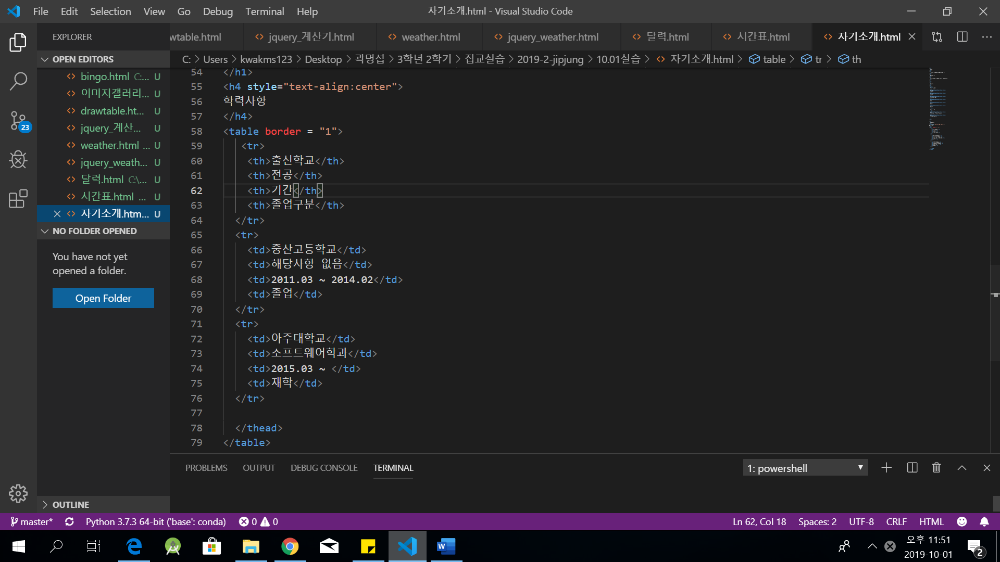 File Edit Selection View Go Debug Terminal Help 자기소개.html - Visual Studio Code
EXPLORER
wtable.html jquery_계산기.html weather.html jquery_weather.html 달력.html 시간표.html 자기소개.html
OPEN EDITORS
C: > Users > kwakms123 > Desktop > 곽명섭 > 3학년 2학기 > 집교실습 > 2019-2-jipjung > 10.01실습 > 자기소개.html > table > tr > th
bingo.html C:... U
이미지갤러리... U
drawtable.ht... U
jquery_계산... U
weather.html ... U
jquery_weath... U
달력.html C:\... U
시간표.html ... U
자기소개.htm... U
23
NO FOLDER OPENED
You have not yet
opened a folder.
Open Folder
OUTLINE
54 </h1>
55 <h4 style="text-align:center">
56 학력사항
57 </h4>
58 <table border = "1">
59 <tr>
60 <th>출신학교</th>
61 <th>전공</th>
62 <th>기간</th>
63 <th>졸업구분</th>
64 </tr>
65 <tr>
66 <td>중산고등학교</td>
67 <td>해당사항 없음</td>
68 <td>2011.03 ~ 2014.02</td>
69 <td>졸업</td>
70 </tr>
71 <tr>
72 <td>아주대학교</td>
73 <td>소프트웨어학과</td>
74 <td>2015.03 ~ </td>
75 <td>재학</td>
76 </tr>
77
78 </thead>
79 </table>
PROBLEMS OUTPUT DEBUG CONSOLE TERMINAL 1: powershell
master* Python 3.7.3 64-bit ('base': conda) 0 0 Ln 62, Col 18 Spaces: 2 UTF-8 CRLF HTML
오후 11:51
2019-10-01
2